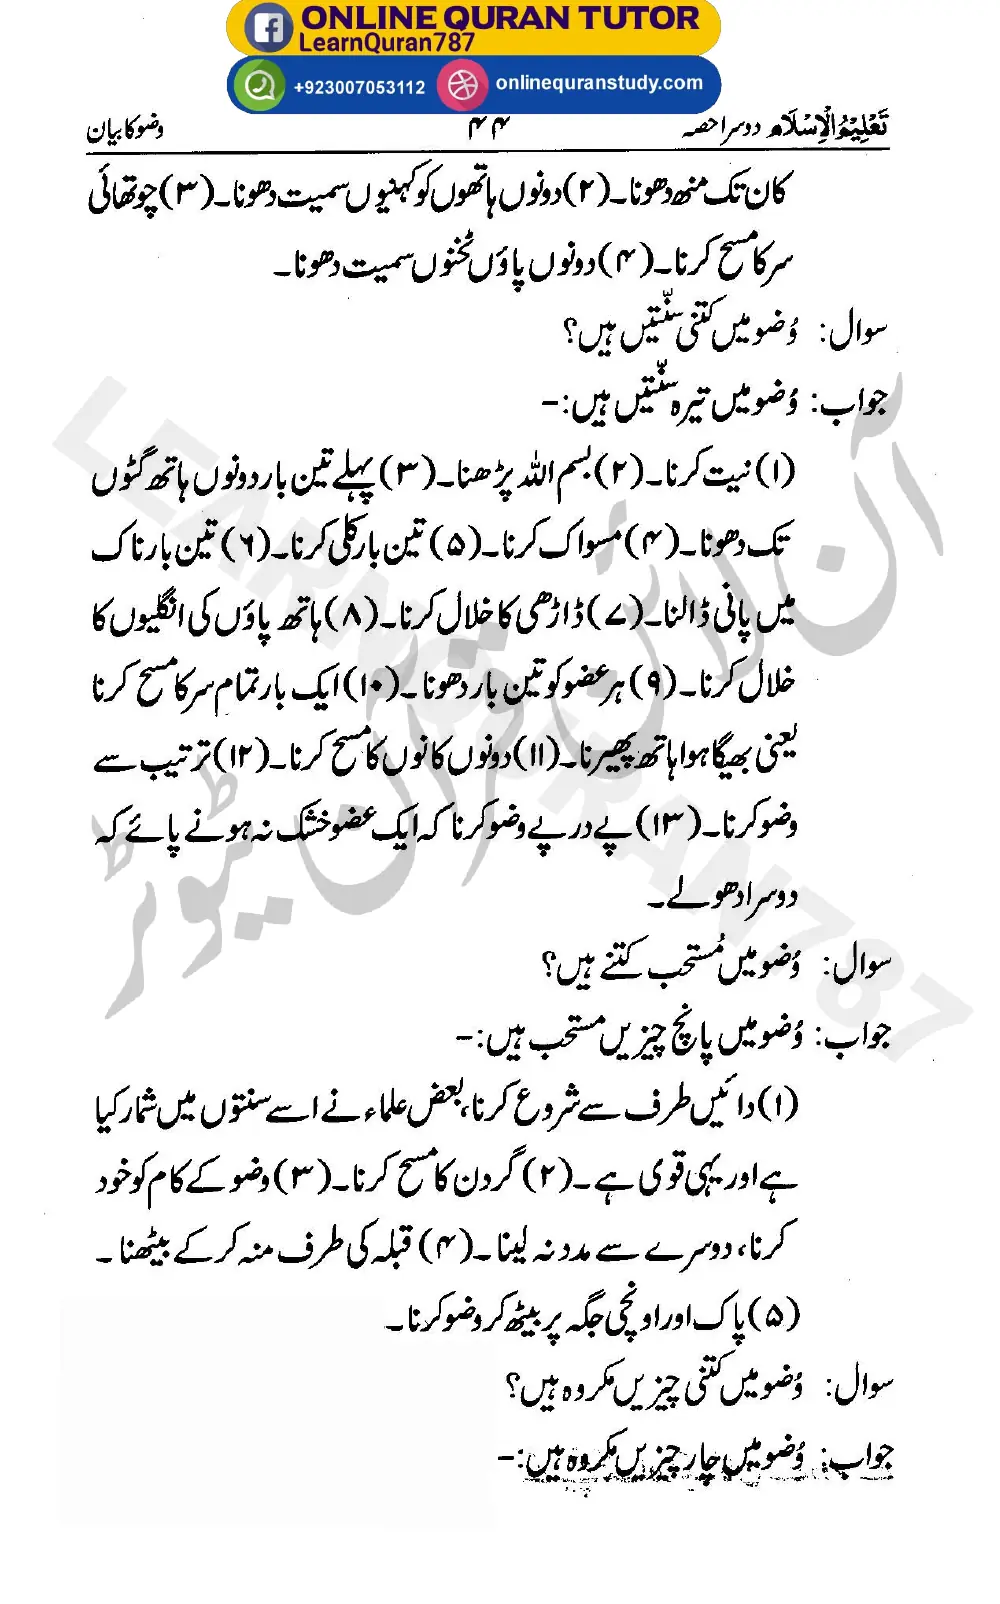 ONLINE QURAN TUTOR
LearnQuran787
+923007053112 onlinequranstudy.com
تَعْلِیْمُ الْاِسْلَام دوسرا حصہ ۴۴ وضو کا بیان
کان تک منھ دھونا۔ (۲) دونوں ہاتھوں کو کہنیوں سمیت دھونا۔ (۳) چوتھائی
سر کا مسح کرنا۔ (۴) دونوں پاؤں ٹخنوں سمیت دھونا۔
سوال: وُضو میں کتنی سنّتیں ہیں؟
جواب: وُضو میں تیرہ سنّتیں ہیں:-
(۱) نیت کرنا۔ (۲) بسم اللہ پڑھنا۔ (۳) پہلے تین بار دونوں ہاتھ گٹوں
تک دھونا۔ (۴) مسواک کرنا۔ (۵) تین بار کلی کرنا۔ (۶) تین بار ناک
میں پانی ڈالنا۔ (۷) ڈاڑھی کا خلال کرنا۔ (۸) ہاتھ پاؤں کی انگلیوں کا
خلال کرنا۔ (۹) ہر عضو کو تین بار دھونا۔ (۱۰) ایک بار تمام سر کا مسح کرنا
یعنی بھیگا ہوا ہاتھ پھیرنا۔ (۱۱) دونوں کانوں کا مسح کرنا۔ (۱۲) ترتیب سے
وضو کرنا۔ (۱۳) پے در پے وضو کرنا کہ ایک عضو خشک نہ ہونے پائے کہ
دوسرا دھولے۔
سوال: وُضو میں مُستحب کتنے ہیں؟
جواب: وُضو میں پانچ چیزیں مستحب ہیں:-
(۱) دائیں طرف سے شروع کرنا، بعض علماء نے اسے سنتوں میں شمار کیا
ہے اور یہی قوی ہے۔ (۲) گردن کا مسح کرنا۔ (۳) وضو کے کام کو خود
کرنا، دوسرے سے مدد نہ لینا۔ (۴) قبلہ کی طرف منہ کر کے بیٹھنا۔
(۵) پاک اور اونچی جگہ پر بیٹھ کر وضو کرنا۔
سوال: وُضو میں کتنی چیزیں مکروہ ہیں؟
جواب: وُضو میں چار چیزیں مکروہ ہیں:-
LEARNQURAN787
آن لائن قرآن ٹیوٹر